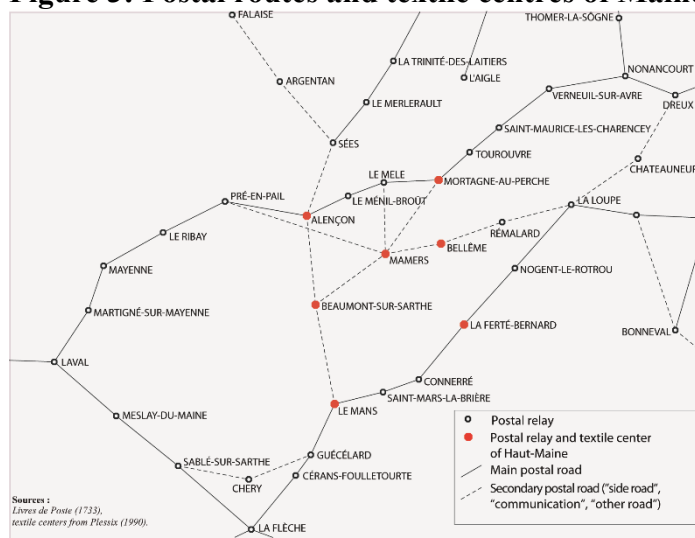 Figure 3: Postal routes and textile centres of Maine
FALAISE
THOMER-LA-SÔGNE
LA TRINITÉ-DES-LAITIERS
NONANCOURT
ARGENTAN
L'AIGLE
LE MERLERAULT
VERNEUIL-SUR-AVRE
DREUX
SAINT-MAURICE-LES-CHARENCEY
SÉES
TOUROUVRE
CHATEAUNEUF
LE MELE
MORTAGNE-AU-PERCHE
PRÉ-EN-PAIL
LE MÉNIL-BROÛT
LA LOUPE
ALENÇON
LE RIBAY
RÉMALARD
BELLÊME
MAMERS
MAYENNE
NOGENT-LE-ROTROU
BEAUMONT-SUR-SARTHE
MARTIGNÉ-SUR-MAYENNE
LA FERTÉ-BERNARD
BONNEVAL
LAVAL
CONNERRÉ
SAINT-MARS-LA-BRIÈRE
LE MANS
MESLAY-DU-MAINE
Postal relay
Postal relay and textile center
of Haut-Maine
Main postal road
Secondary postal road ("side road",
"communication", "other road")
GUÉCÉLARD
SABLÉ-SUR-SARTHE
CÉRANS-FOULLETOURTE
CHERY
LA FLÈCHE
Sources :
Livres de Poste (1733),
textile centers from Plessix (1990).